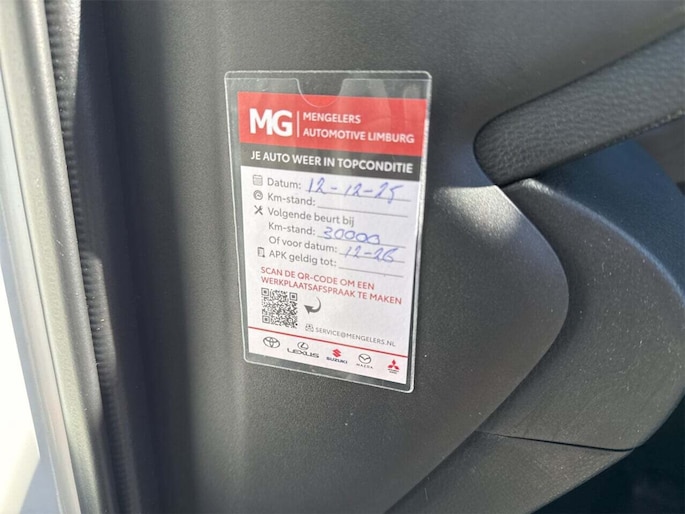 MG MENGELERS
AUTOMOTIVE LIMBURG
JE AUTO WEER IN TOPCONDITIE
Datum: 12-12-25
Km-stand:
Volgende beurt bij
Km-stand: 30000
Of voor datum: 12-26
APK geldig tot:
SCAN DE QR-CODE OM EEN
WERKPLAATSAFSPRAAK TE MAKEN
SERVICE@MENGELERS.NL
TOYOTA LEXUS SUZUKI MAZDA